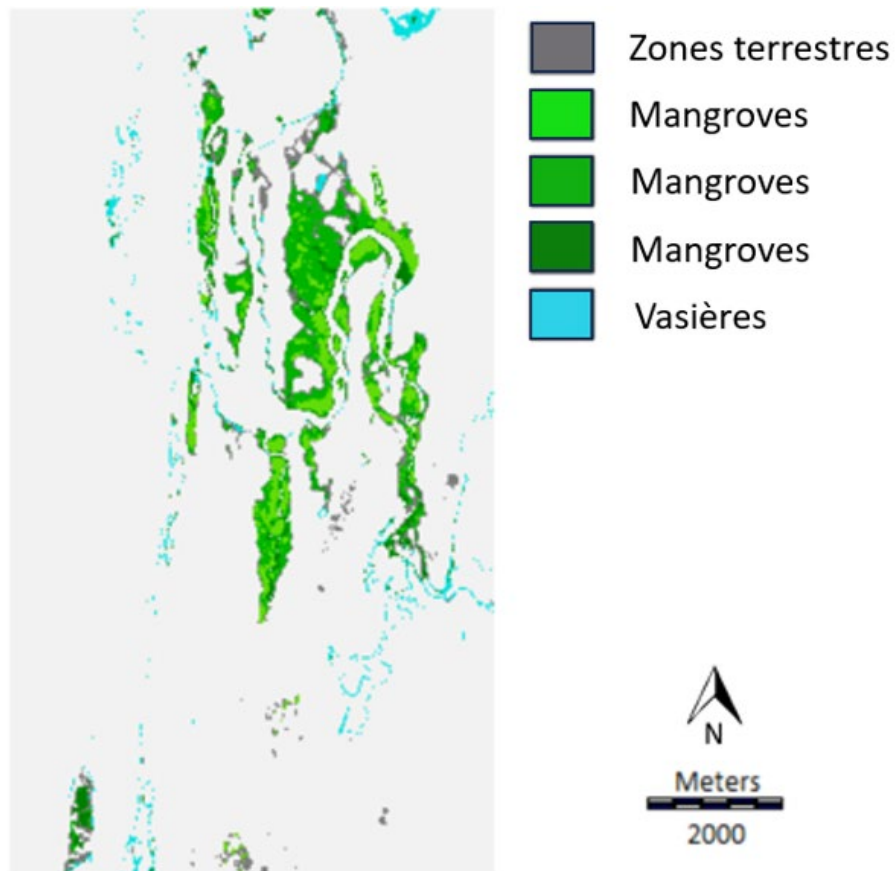 Zones terrestres
Mangroves
Mangroves
Mangroves
Vasières
N
Meters
2000